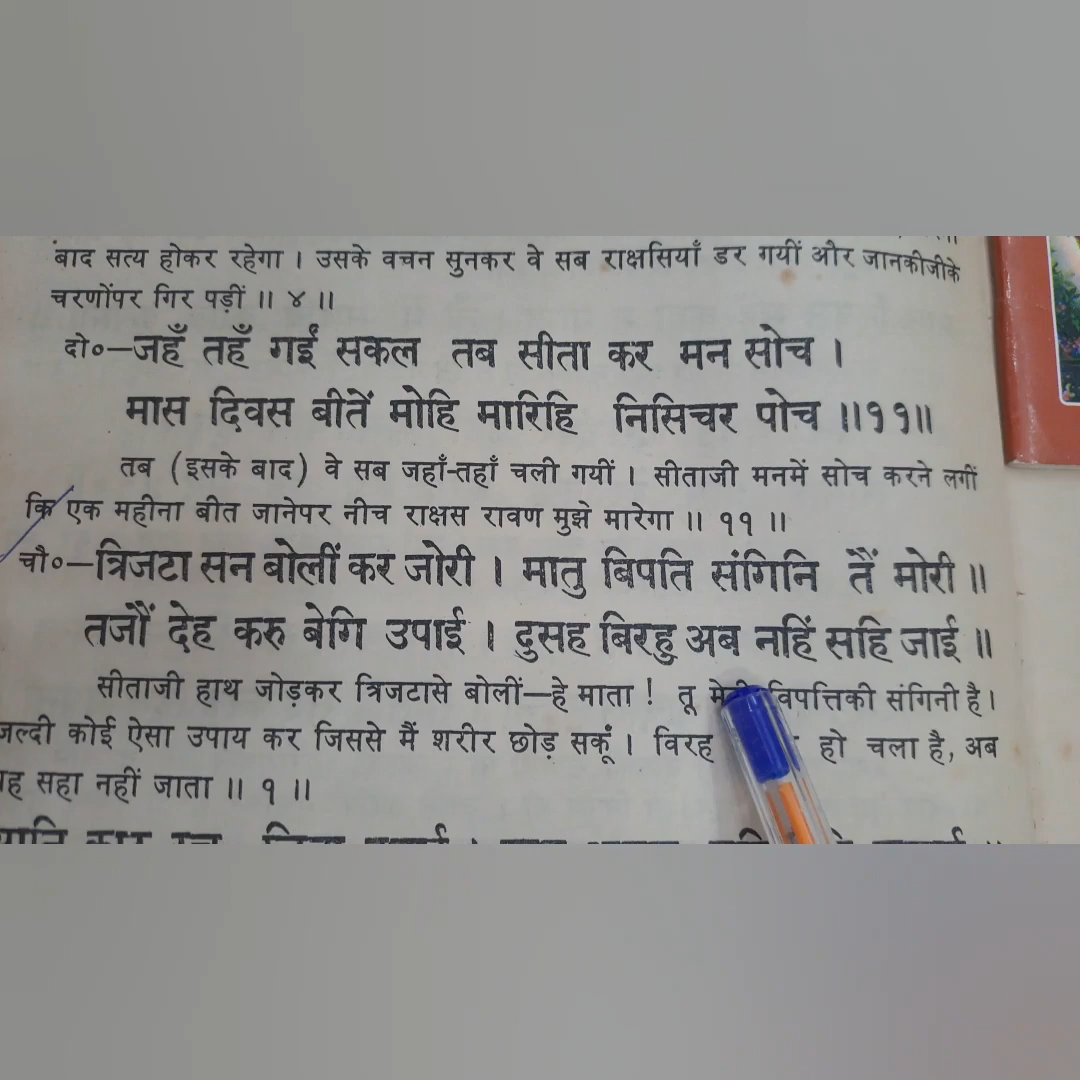 बाद सत्य होकर रहेगा । उसके वचन सुनकर वे सब राक्षसियाँ डर गयीं और जानकीजीके
चरणोंपर गिर पड़ीं ॥ ४ ॥
दो०—जहँ तहँ गईं सकल तब सीता कर मन सोच ।
मास दिवस बीतें मोहि मारिहि निसिचर पोच ॥११॥
तब (इसके बाद) वे सब जहाँ-तहाँ चली गयीं । सीताजी मनमें सोच करने लगीं
कि एक महीना बीत जानेपर नीच राक्षस रावण मुझे मारेगा ॥ ११ ॥
चौ०—त्रिजटा सन बोलीं कर जोरी । मातु बिपति संगिनि तैं मोरी ॥
तजौं देह करु बेगि उपाई । दुसह बिरहु अब नहिं सहि जाई ॥
सीताजी हाथ जोड़कर त्रिजटासे बोलीं—हे माता ! तू विपत्तिकी संगिनी है।
जल्दी कोई ऐसा उपाय कर जिससे मैं शरीर छोड़ सकूँ । विरह हो चला है, अब
सहा नहीं जाता ॥ १ ॥